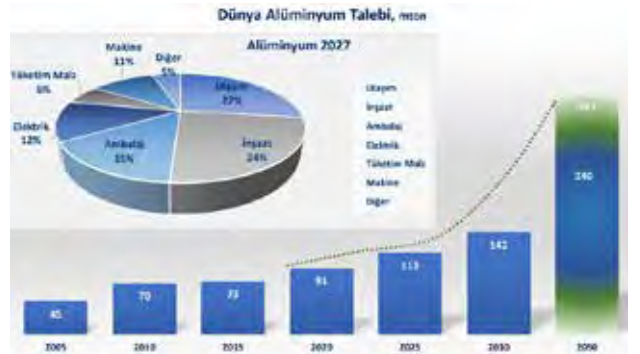 Dünya Alüminyum Talebi, mton
Alüminyum 2027
Makine
11%
Diğer
5%
Ulaşım
27%
Tüketim Malı
6%
Elektrik
12%
Ambalaj
15%
İnşaat
24%
Ulaşım
İnşaat
Ambalaj
Elektrik
Tüketim Malı
Makine
Diğer
240
142
113
91
73
70
45
2005
2010
2015
2020
2025
2030
2050